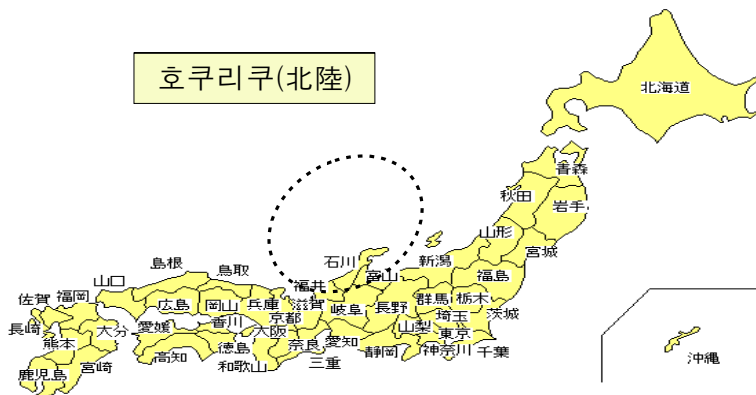 호쿠리쿠(北陸)
北海道
青森
秋田
岩手
山形
宮城
石川
新潟
福島
富山
福井
島根
鳥取
山口
佐賀
福岡
広島
岡山
兵庫
京都
滋賀
岐阜
長野
群馬
栃木
茨城
埼玉
長崎
熊本
大分
愛媛
香川
大阪
奈良
愛知
山梨
東京
千葉
神奈川
静岡
三重
和歌山
徳島
高知
宮崎
鹿児島
沖縄